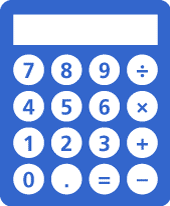 7 8 9 ÷
4 5 6 ×
1 2 3 +
0 . = −